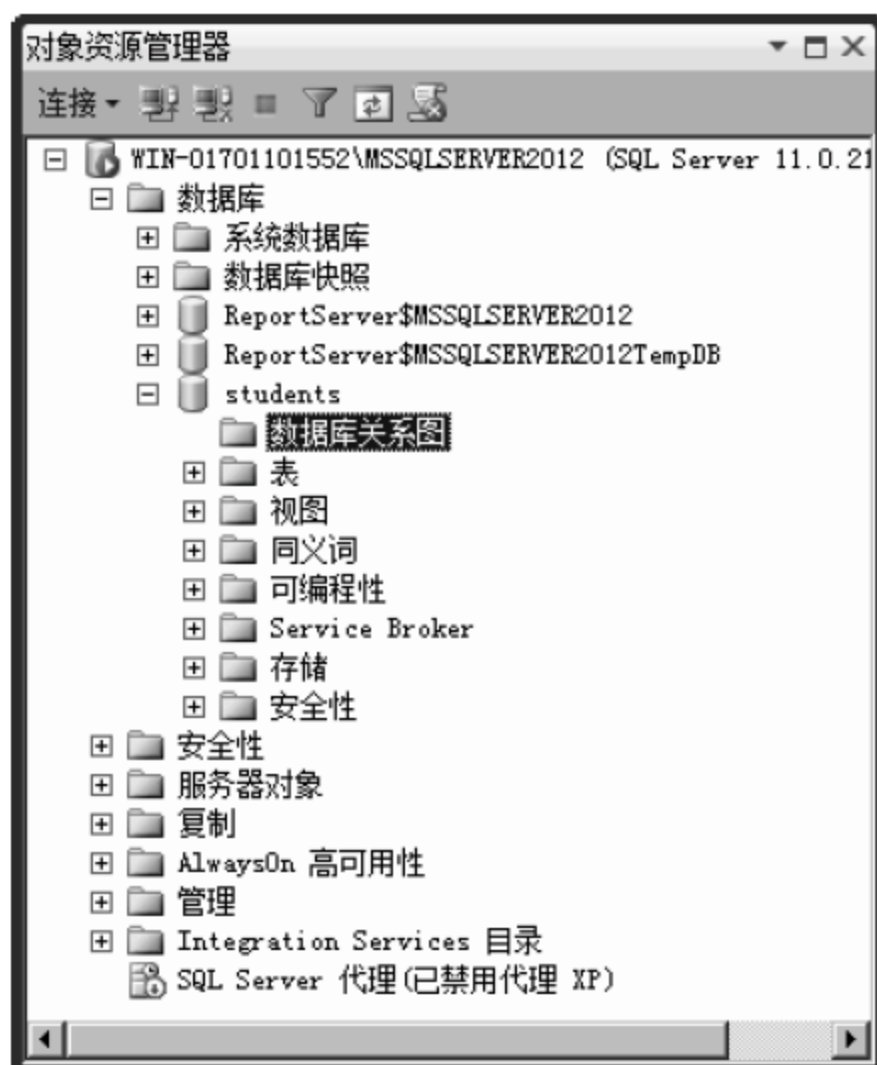 对象资源管理器
连接
WIN-01701101552\MSSQLSERVER2012 (SQL Server 11.0.21
数据库
系统数据库
数据库快照
ReportServer$MSSQLSERVER2012
ReportServer$MSSQLSERVER2012TempDB
students
数据库关系图
表
视图
同义词
可编程性
Service Broker
存储
安全性
安全性
服务器对象
复制
AlwaysOn 高可用性
管理
Integration Services 目录
SQL Server 代理(已禁用代理 XP)